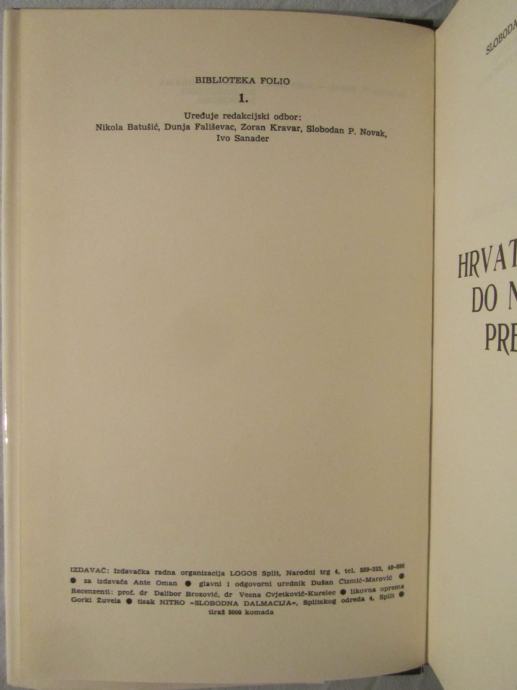 BIBLIOTEKA FOLIO
1.
Uređuje redakcijski odbor:
Nikola Batušić, Dunja Fališevac, Zoran Kravar, Slobodan P. Novak,
Ivo Sanader
IZDAVAČ: Izdavačka radna organizacija LOGOS Split, Narodni trg 4, tel.
● za izdavača Ante Oman ● glavni i odgovorni urednik Dušan Čizmić-Marović ●
Recenzenti: prof. dr Dalibor Brozović, dr Vesna Cvjetković-Kurelec ● likovna oprema
Gorki Žuvela ● tisak NITRO »SLOBODNA DALMACIJA«, Splitskog odreda 4, Split ●
tiraž 5000 komada
SLOBODA
HRVAT
DO N
PRE